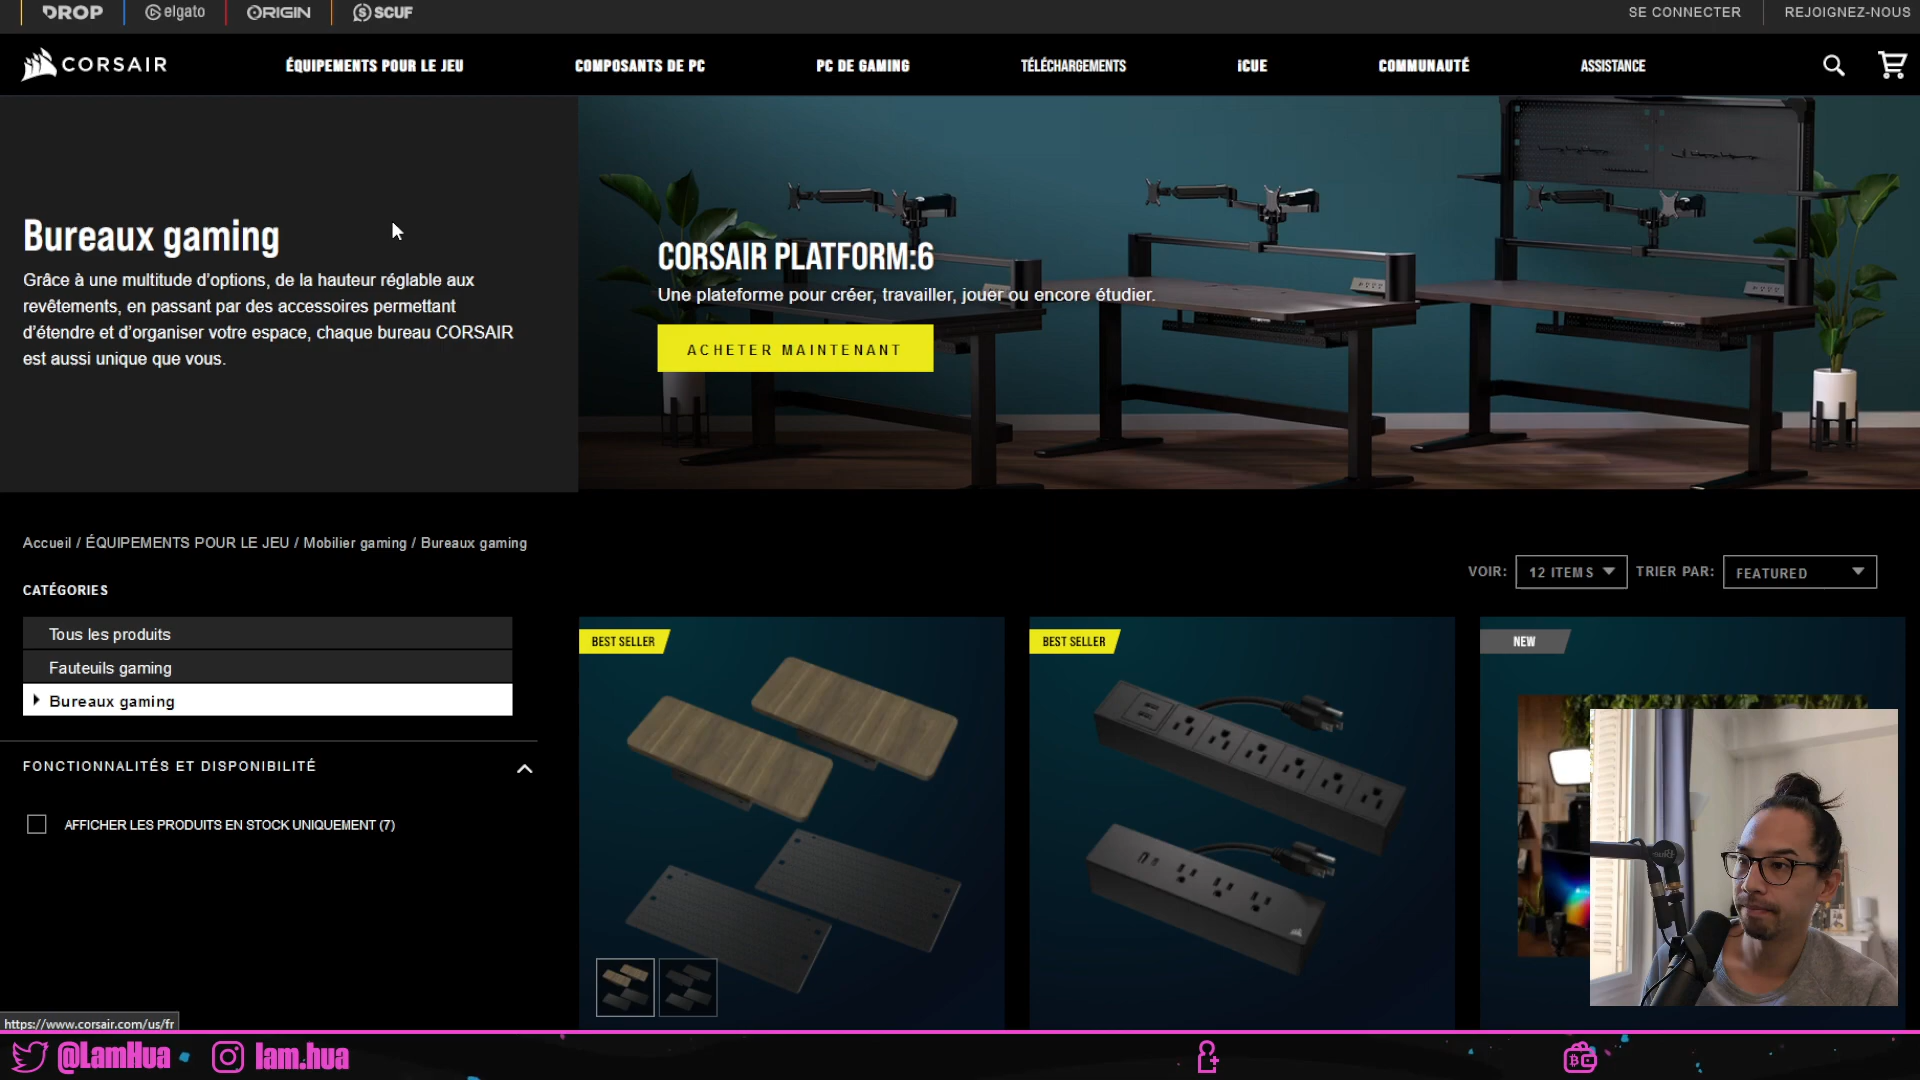 DROP elgato ORIGIN SCUF SE CONNECTER REJOIGNEZ-NOUS
CORSAIR ÉQUIPEMENTS POUR LE JEU COMPOSANTS DE PC PC DE GAMING TÉLÉCHARGEMENTS iCUE COMMUNAUTÉ ASSISTANCE
Bureaux gaming
Grâce à une multitude d'options, de la hauteur réglable aux
revêtements, en passant par des accessoires permettant
d'étendre et d'organiser votre espace, chaque bureau CORSAIR
est aussi unique que vous.
CORSAIR PLATFORM:6
Une plateforme pour créer, travailler, jouer ou encore étudier.
ACHETER MAINTENANT
Accueil / ÉQUIPEMENTS POUR LE JEU / Mobilier gaming / Bureaux gaming
VOIR: 12 ITEMS TRIER PAR: FEATURED
CATÉGORIES
Tous les produits
Fauteuils gaming
Bureaux gaming
FONCTIONNALITÉS ET DISPONIBILITÉ
AFFICHER LES PRODUITS EN STOCK UNIQUEMENT (7)
BEST SELLER
BEST SELLER
NEW
https://www.corsair.com/us/fr
@LamHua lam.hua